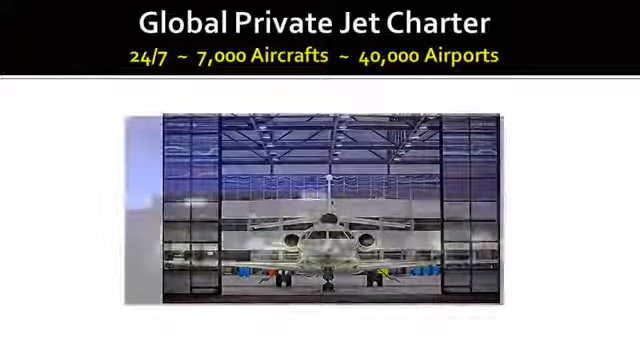 Global Private Jet Charter
24/7 ~ 7,000 Aircrafts ~ 40,000 Airports